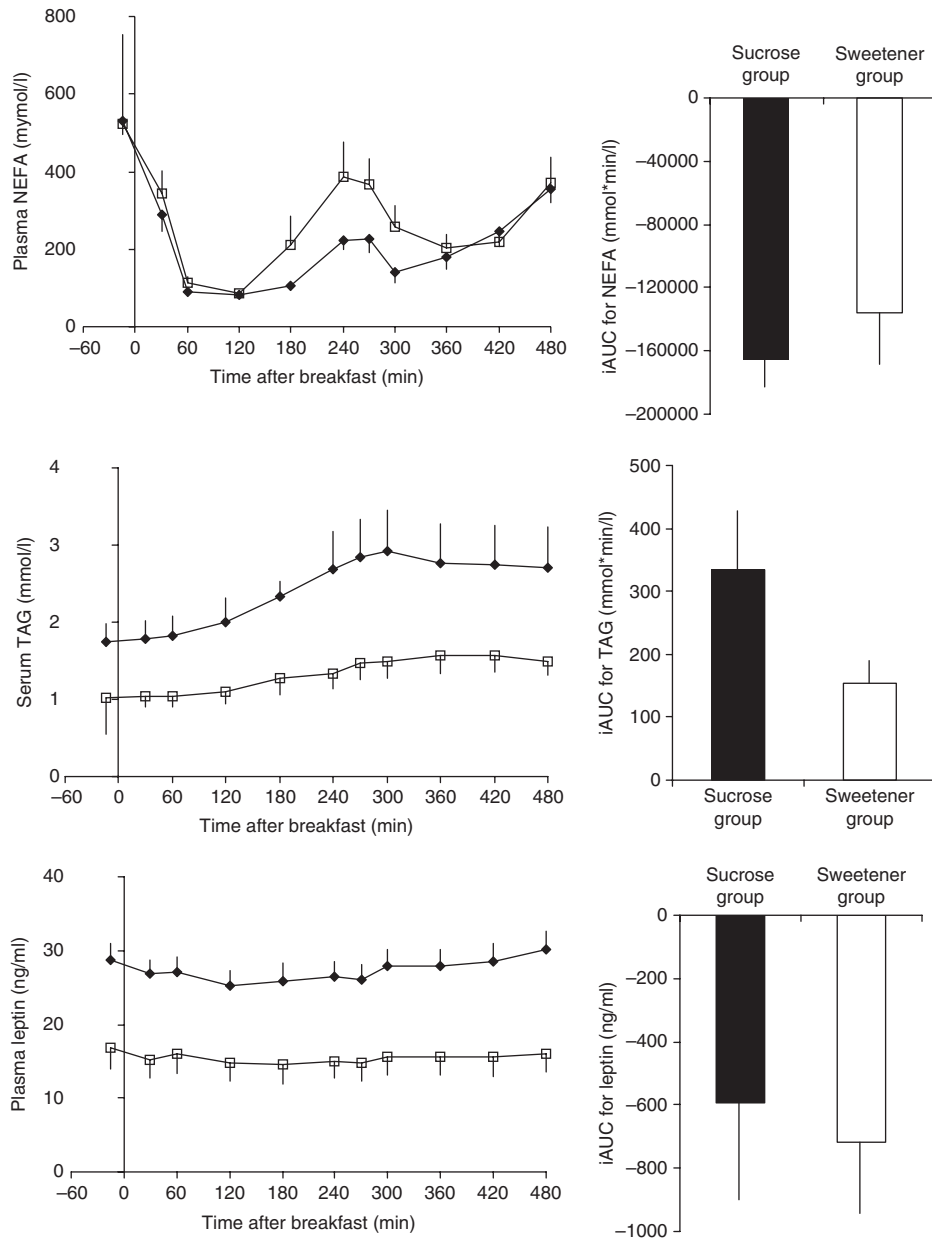 800
600
400
200
0
Plasma NEFA (mymol/l)
−60 0 60 120 180 240 300 360 420 480
Time after breakfast (min)
Sucrose group
Sweetener group
0
−40000
−80000
−120000
−160000
−200000
iAUC for NEFA (mmol*min/l)
4
3
2
1
0
Serum TAG (mmol/l)
−60 0 60 120 180 240 300 360 420 480
Time after breakfast (min)
500
400
300
200
100
0
iAUC for TAG (mmol*min/l)
Sucrose group
Sweetener group
40
30
20
10
0
Plasma leptin (ng/ml)
−60 0 60 120 180 240 300 360 420 480
Time after breakfast (min)
Sucrose group
Sweetener group
0
−200
−400
−600
−800
−1000
iAUC for leptin (ng/ml)